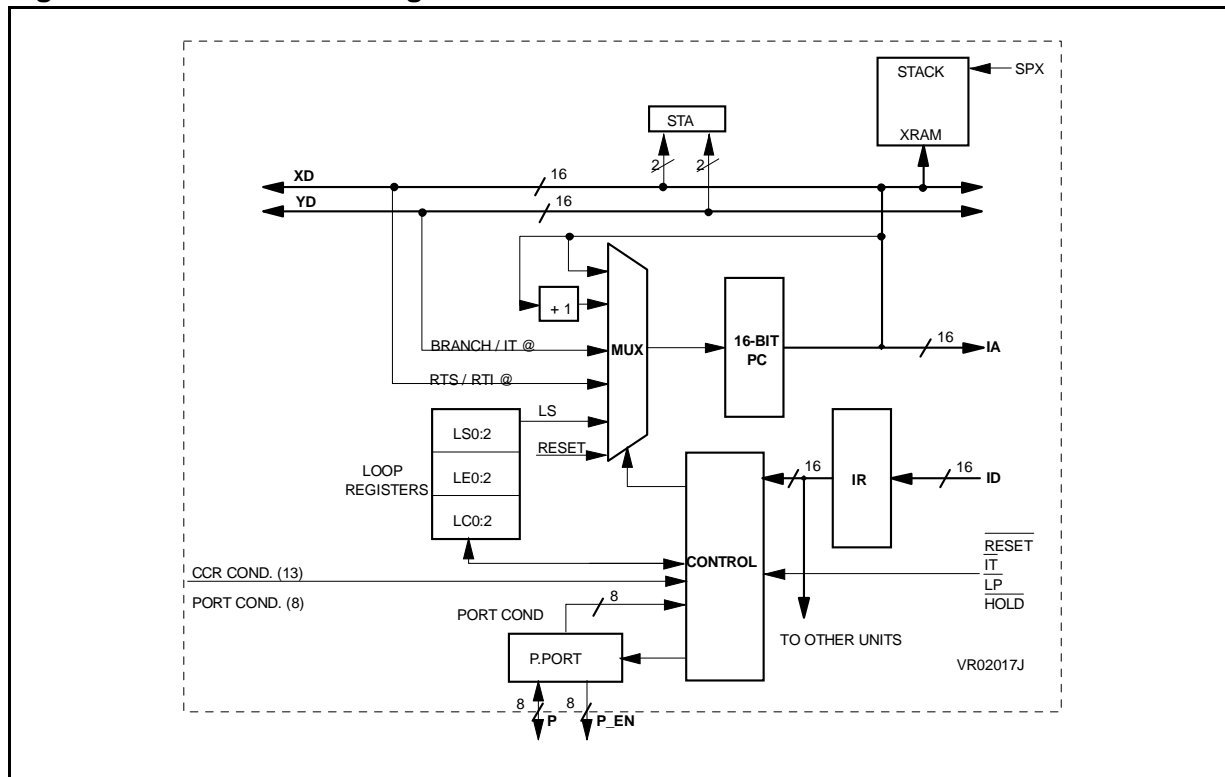 STACK
SPX
STA
XRAM
2
2
XD
16
YD
16
+ 1
BRANCH / IT @
MUX
16-BIT
PC
16
IA
RTS / RTI @
LS
LS0:2
RESET
LOOP
REGISTERS
LE0:2
LC0:2
16
IR
16
ID
CONTROL
RESET
IT
LP
HOLD
CCR COND. (13)
PORT COND. (8)
PORT COND
8
TO OTHER UNITS
P.PORT
VR02017J
8
P
8
P_EN